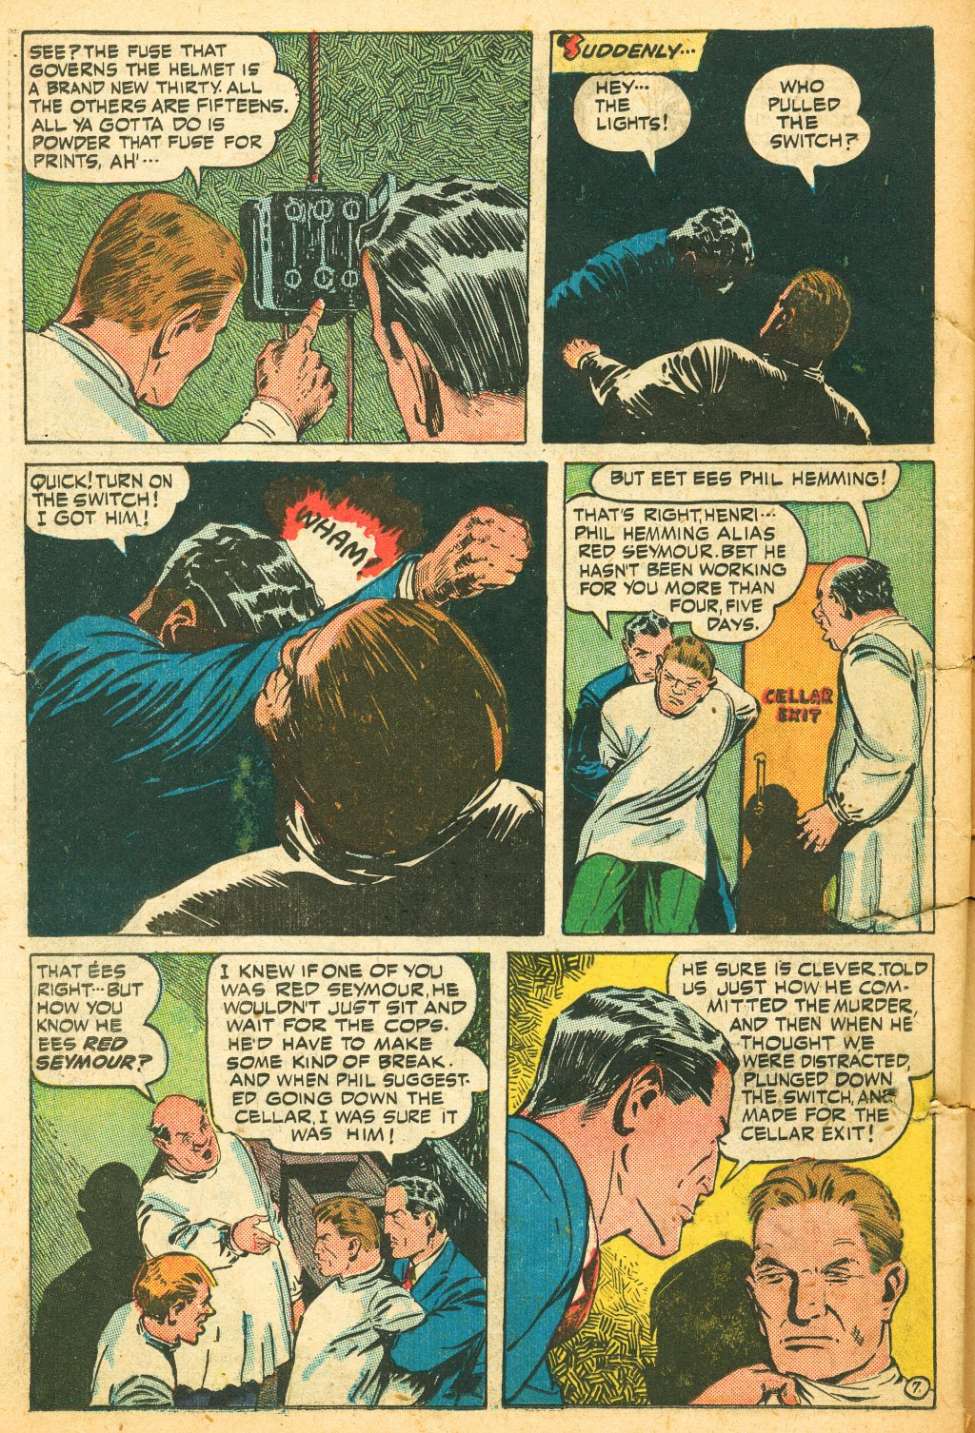 SEE? THE FUSE THAT
GOVERNS THE HELMET IS
A BRAND NEW THIRTY. ALL
THE OTHERS ARE FIFTEENS.
ALL YA GOTTA DO IS
POWDER THAT FUSE FOR
PRINTS, AH'...
SUDDENLY...
HEY...
THE
LIGHTS!
WHO
PULLED
THE
SWITCH?
QUICK! TURN ON
THE SWITCH!
I GOT HIM!
WHAM!
BUT EET EES PHIL HEMMING!
THAT'S RIGHT, HENRI...
PHIL HEMMING ALIAS
RED SEYMOUR. BET HE
HASN'T BEEN WORKING
FOR YOU MORE THAN
FOUR, FIVE
DAYS.
CELLAR
EXIT
THAT ÉES
RIGHT...BUT
HOW YOU
KNOW HE
EES RED
SEYMOUR?
I KNEW IF ONE OF YOU
WAS RED SEYMOUR, HE
WOULDN'T JUST SIT AND
WAIT FOR THE COPS.
HE'D HAVE TO MAKE
SOME KIND OF BREAK.
AND WHEN PHIL SUGGEST-
ED GOING DOWN THE
CELLAR, I WAS SURE IT
WAS HIM!
HE SURE IS CLEVER. TOLD
US JUST HOW HE COM-
MITTED THE MURDER,
AND THEN WHEN HE
THOUGHT WE
WERE DISTRACTED,
PLUNGED DOWN
THE SWITCH, AND
MADE FOR THE
CELLAR EXIT!
7